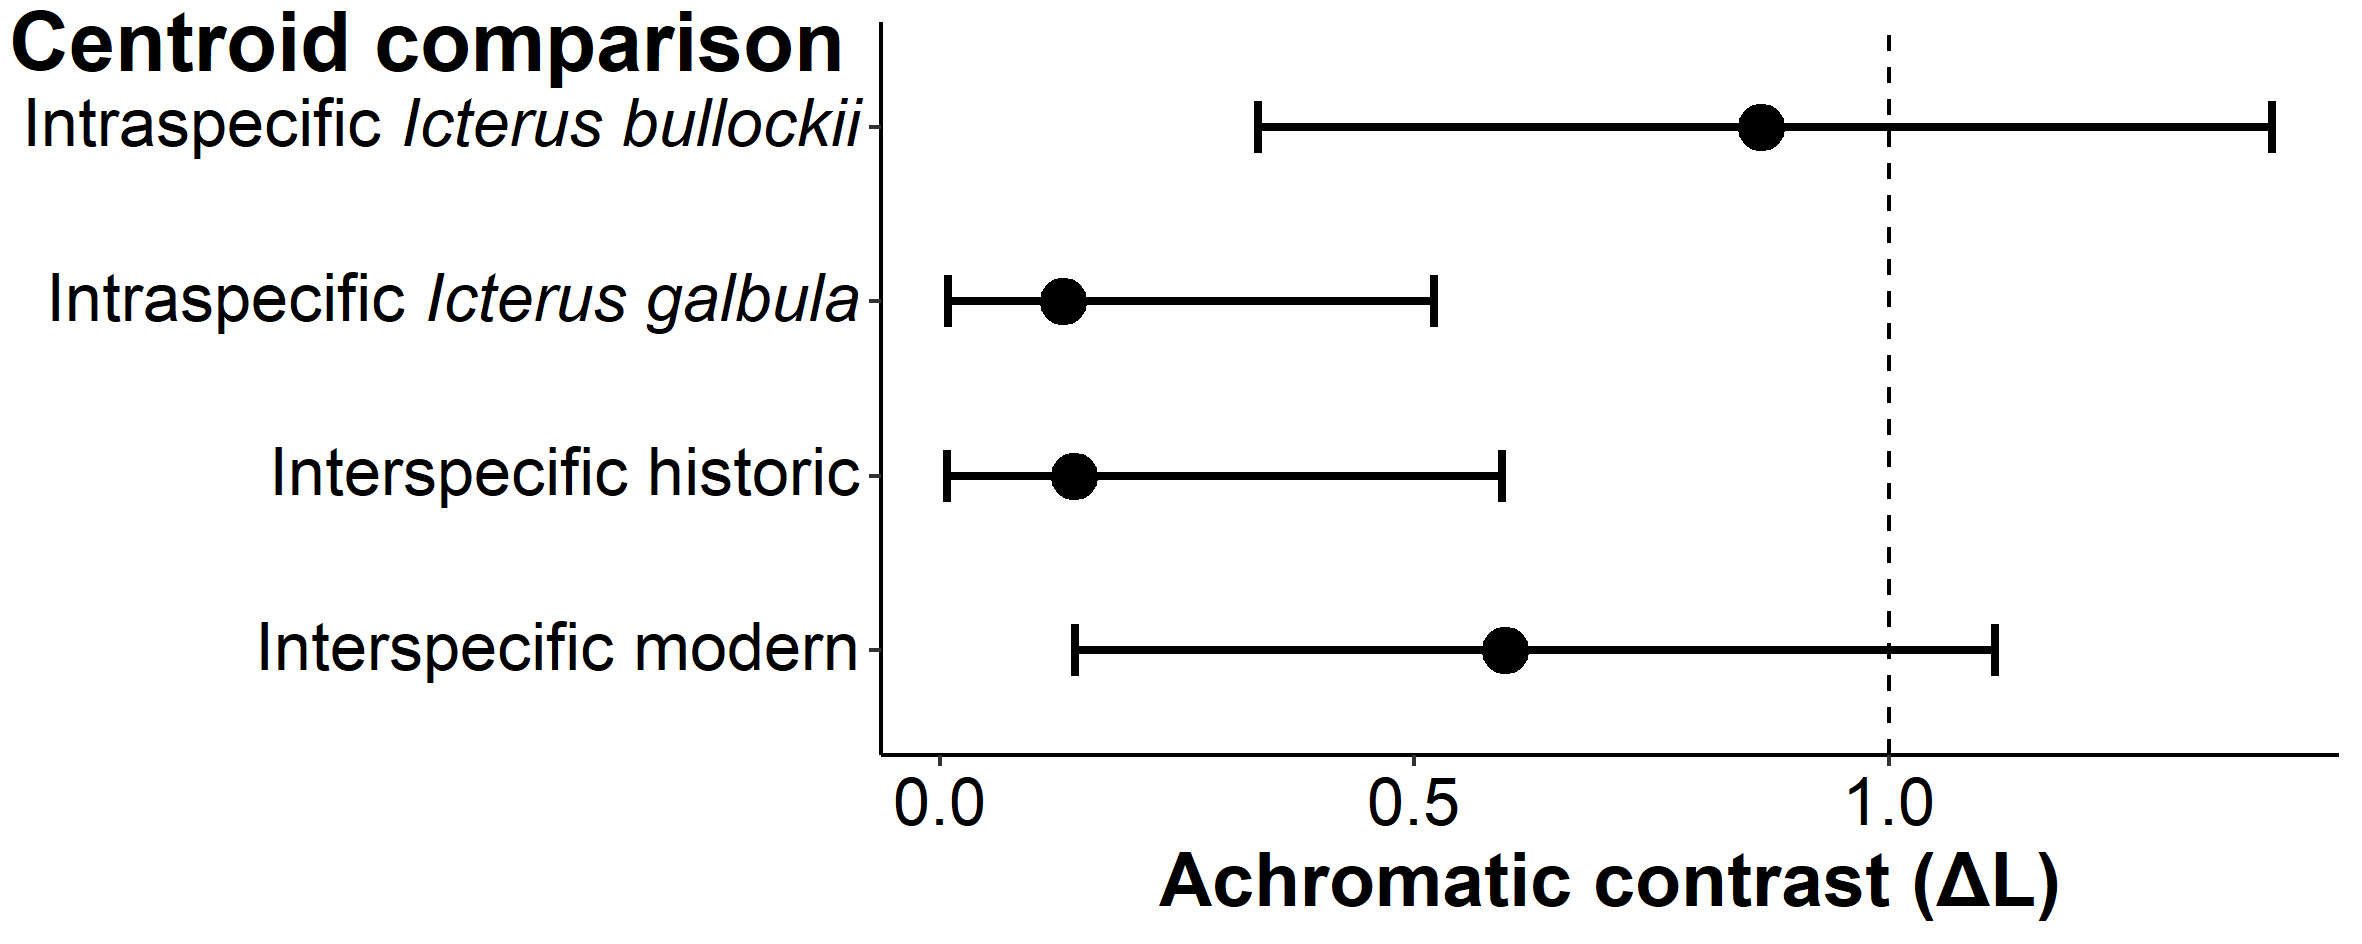 Centroid comparison
Intraspecific Icterus bullockii
Intraspecific Icterus galbula
Interspecific historic
Interspecific modern
0.0 0.5 1.0
Achromatic contrast (ΔL)